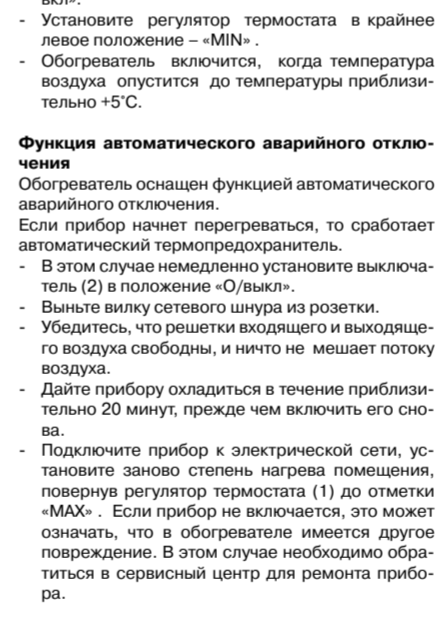 вкл».
- Установите регулятор термостата в крайнее
левое положение – «MIN» .
- Обогреватель включится, когда температура
воздуха опустится до температуры приблизи-
тельно +5˚С.
Функция автоматического аварийного отклю-
чения
Обогреватель оснащен функцией автоматического
аварийного отключения.
Если прибор начнет перегреваться, то сработает
автоматический термопредохранитель.
- В этом случае немедленно установите выключа-
тель (2) в положение «О/выкл».
- Выньте вилку сетевого шнура из розетки.
- Убедитесь, что решетки входящего и выходяще-
го воздуха свободны, и ничто не мешает потоку
воздуха.
- Дайте прибору охладиться в течение приблизи-
тельно 20 минут, прежде чем включить его сно-
ва.
- Подключите прибор к электрической сети, ус-
тановите заново степень нагрева помещения,
повернув регулятор термостата (1) до отметки
«MAX» . Если прибор не включается, это может
означать, что в обогревателе имеется другое
повреждение. В этом случае необходимо обра-
титься в сервисный центр для ремонта прибо-
ра.